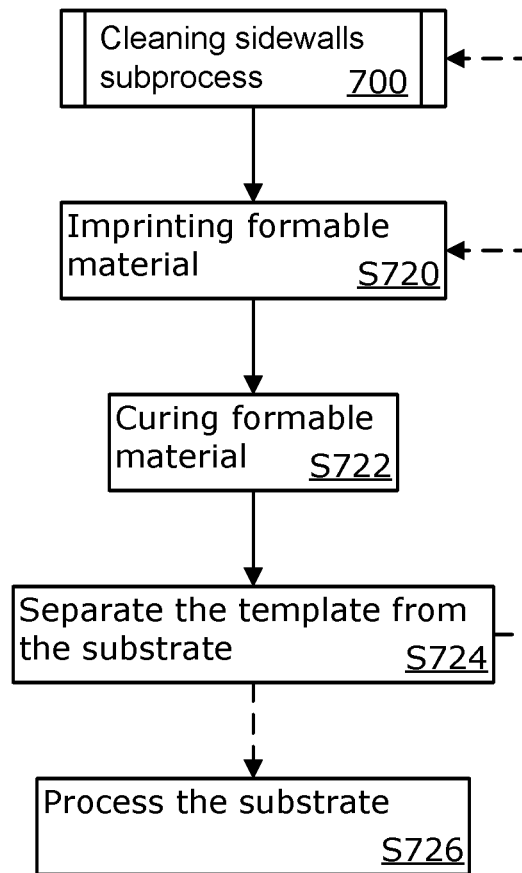 Cleaning sidewalls
subprocess 700
Imprinting formable
material S720
Curing formable
material S722
Separate the template from
the substrate S724
Process the substrate
S726